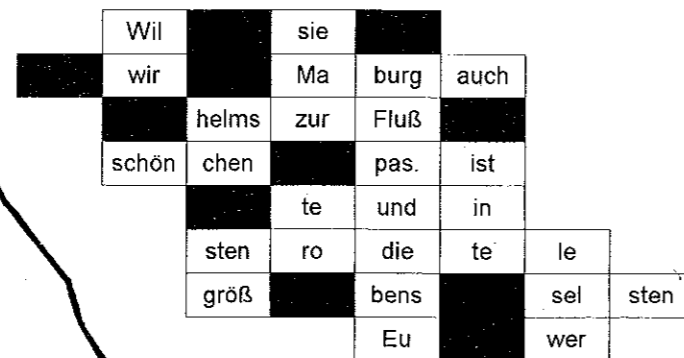 Wil sie
wir Ma burg auch
helms zur Fluß
schön chen pas. ist
te und in
sten ro die te le
größ bens sel sten
Eu wer